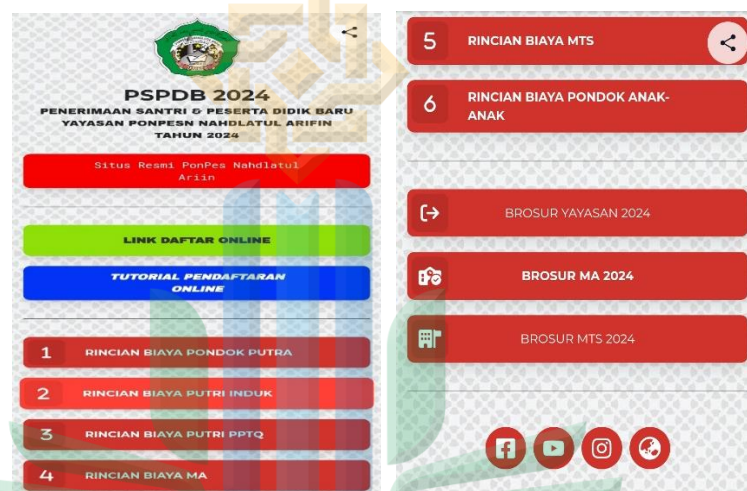 PSPDB 2024
PENERIMAAN SANTRI & PESERTA DIDIK BARU
YAYASAN PONPESN NAHDLATUL ARIFIN
TAHUN 2024
Situs Resmi PonPes Nahdlatul
Ariin
LINK DAFTAR ONLINE
TUTORIAL PENDAFTARAN
ONLINE
1 RINCIAN BIAYA PONDOK PUTRA
2 RINCIAN BIAYA PUTRI INDUK
3 RINCIAN BIAYA PUTRI PPTQ
4 RINCIAN BIAYA MA
5 RINCIAN BIAYA MTS
6 RINCIAN BIAYA PONDOK ANAK-
ANAK
BROSUR YAYASAN 2024
BROSUR MA 2024
BROSUR MTS 2024